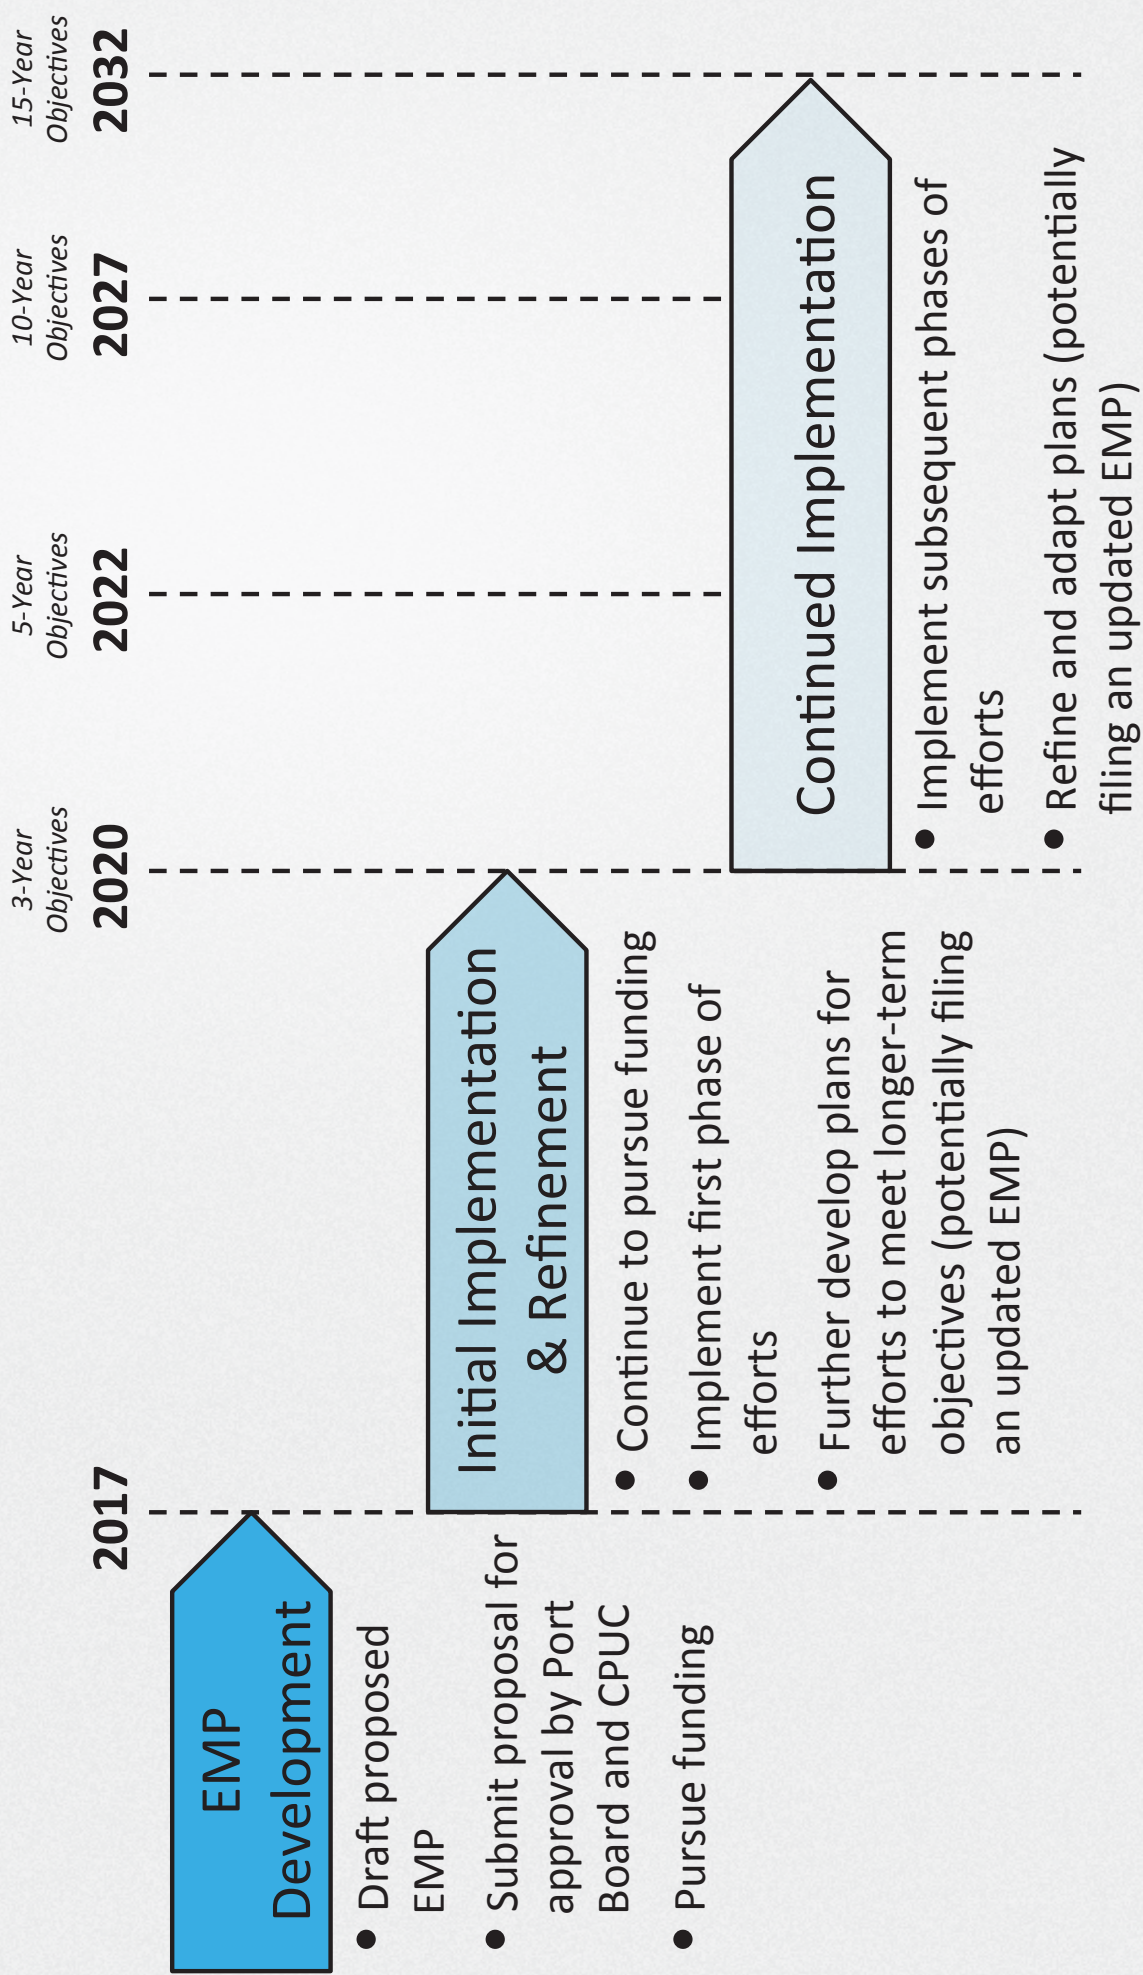 2017
3-Year
Objectives
2020
5-Year
Objectives
2022
10-Year
Objectives
2027
15-Year
Objectives
2032
EMP
Development
• Draft proposed
EMP
• Submit proposal for
approval by Port
Board and CPUC
• Pursue funding
Initial Implementation
& Refinement
• Continue to pursue funding
• Implement first phase of
efforts
• Further develop plans for
efforts to meet longer-term
objectives (potentially filing
an updated EMP)
Continued Implementation
• Implement subsequent phases of
efforts
• Refine and adapt plans (potentially
filing an updated EMP)